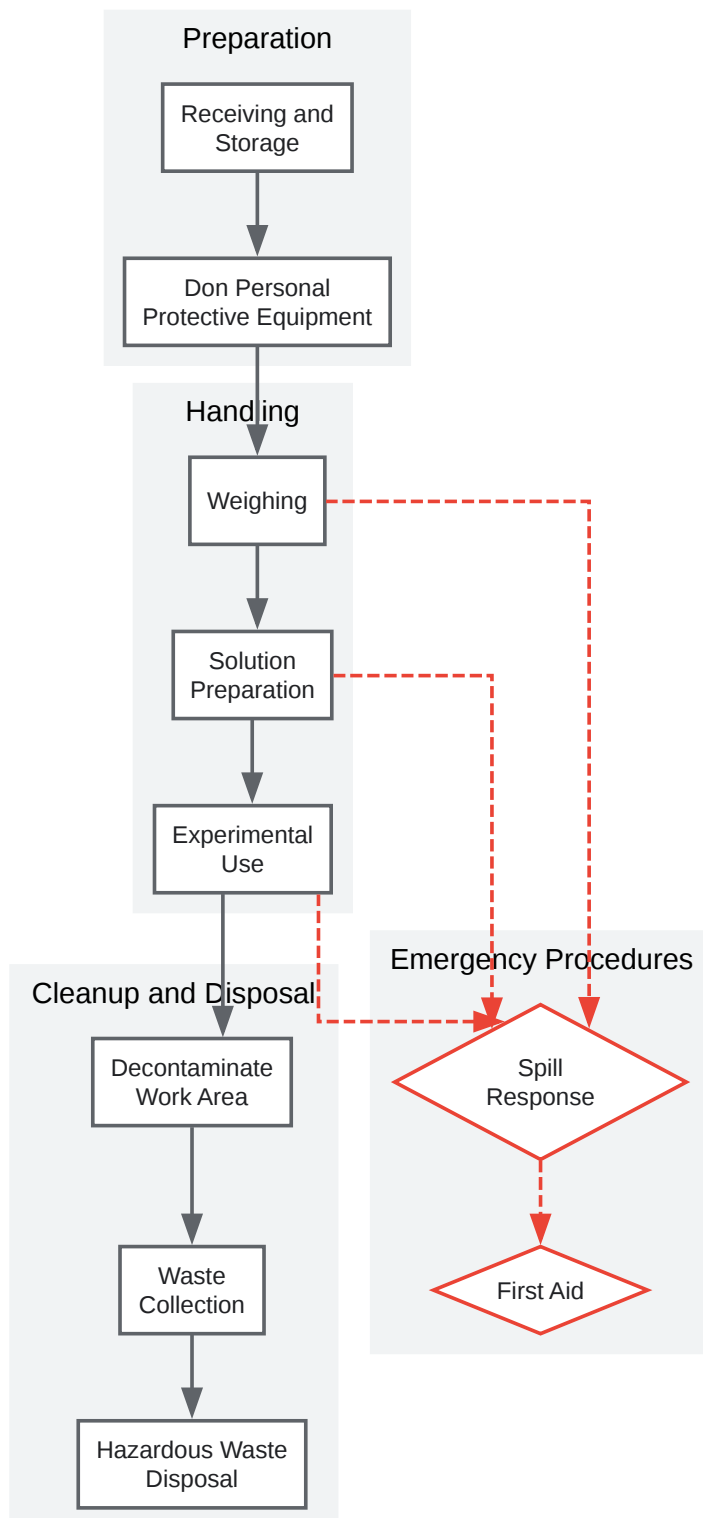 Preparation
Receiving and
Storage
Don Personal
Protective Equipment
Handling
Weighing
Solution
Preparation
Experimental
Use
Cleanup and Disposal
Decontaminate
Work Area
Waste
Collection
Hazardous Waste
Disposal
Emergency Procedures
Spill
Response
First Aid